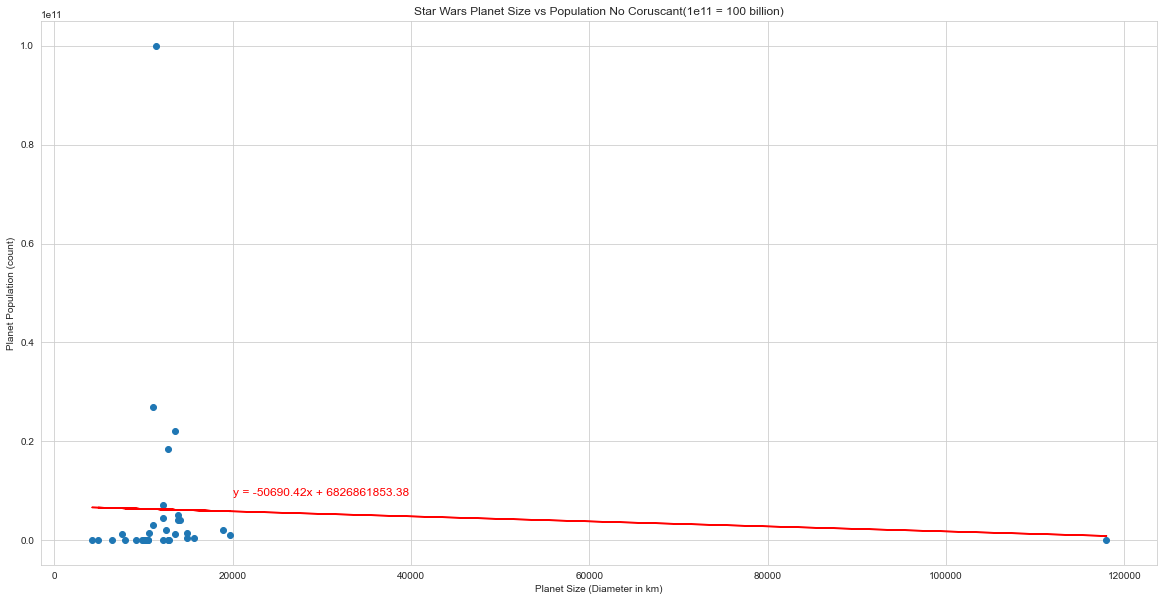 Star Wars Planet Size vs Population No Coruscant(1e11 = 100 billion)
1e11
1.0
0.8
0.6
0.4
0.2
0.0
Planet Population (count)
y = -50690.42x + 6826861853.38
0 20000 40000 60000 80000 100000 120000
Planet Size (Diameter in km)